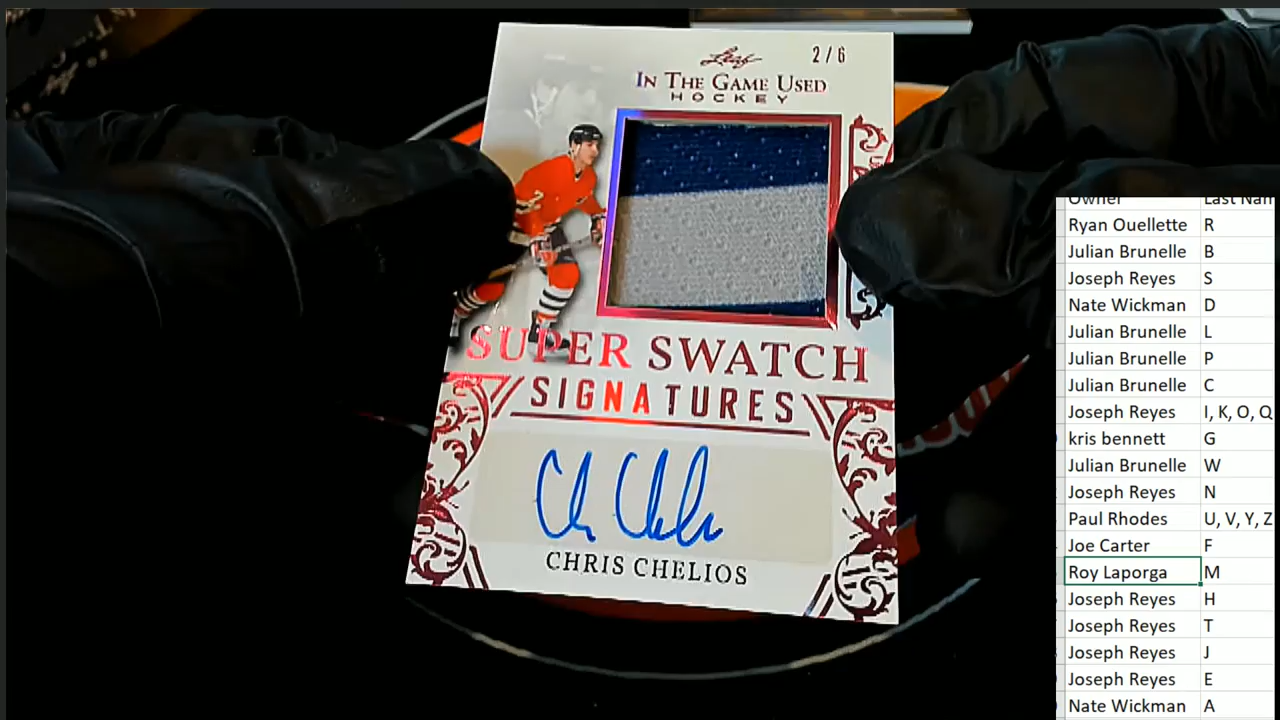 Leaf
2/6
IN THE GAME USED
HOCKEY
SUPER SWATCH
SIGNATURES
CHRIS CHELIOS
Owner Last Nam
Ryan Ouellette R
Julian Brunelle B
Joseph Reyes S
Nate Wickman D
Julian Brunelle L
Julian Brunelle P
Julian Brunelle C
Joseph Reyes I, K, O, Q
kris bennett G
Julian Brunelle W
Joseph Reyes N
Paul Rhodes U, V, Y, Z
Joe Carter F
Roy Laporga M
Joseph Reyes H
Joseph Reyes T
Joseph Reyes J
Joseph Reyes E
Nate Wickman A